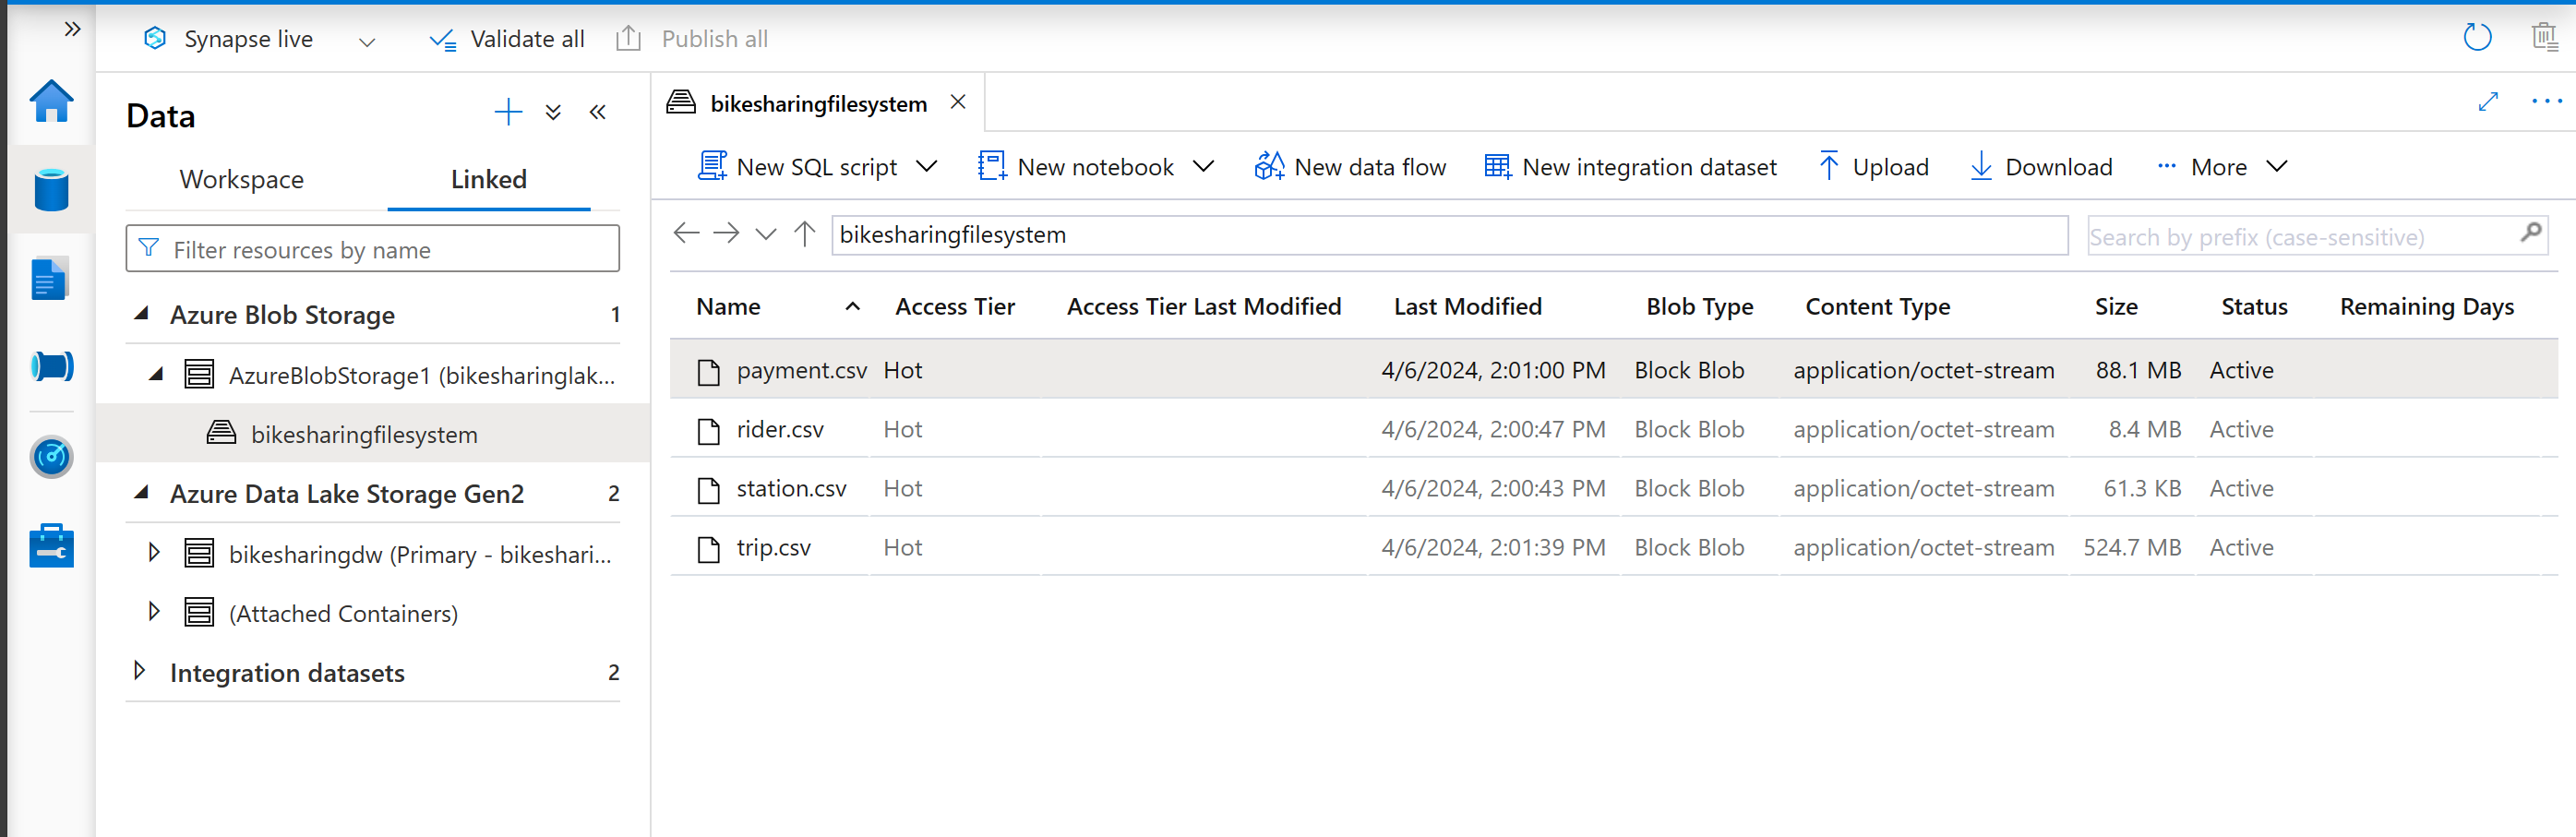 Synapse live
Validate all
Publish all
Data
Workspace
Linked
Filter resources by name
Azure Blob Storage 1
AzureBlobStorage1 (bikesharinglak...
bikesharingfilesystem
Azure Data Lake Storage Gen2 2
bikesharingdw (Primary - bikeshari...
(Attached Containers)
Integration datasets 2
bikesharingfilesystem
New SQL script New notebook New data flow New integration dataset Upload Download More
bikesharingfilesystem
Search by prefix (case-sensitive)
Name Access Tier Access Tier Last Modified Last Modified Blob Type Content Type Size Status Remaining Days
payment.csv Hot 4/6/2024, 2:01:00 PM Block Blob application/octet-stream 88.1 MB Active
rider.csv Hot 4/6/2024, 2:00:47 PM Block Blob application/octet-stream 8.4 MB Active
station.csv Hot 4/6/2024, 2:00:43 PM Block Blob application/octet-stream 61.3 KB Active
trip.csv Hot 4/6/2024, 2:01:39 PM Block Blob application/octet-stream 524.7 MB Active